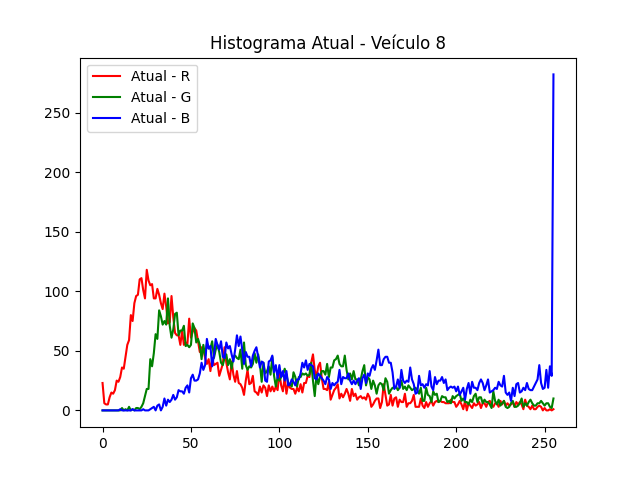 Histograma Atual - Veículo 8
Atual - R
Atual - G
Atual - B
250
200
150
100
50
0
0 50 100 150 200 250